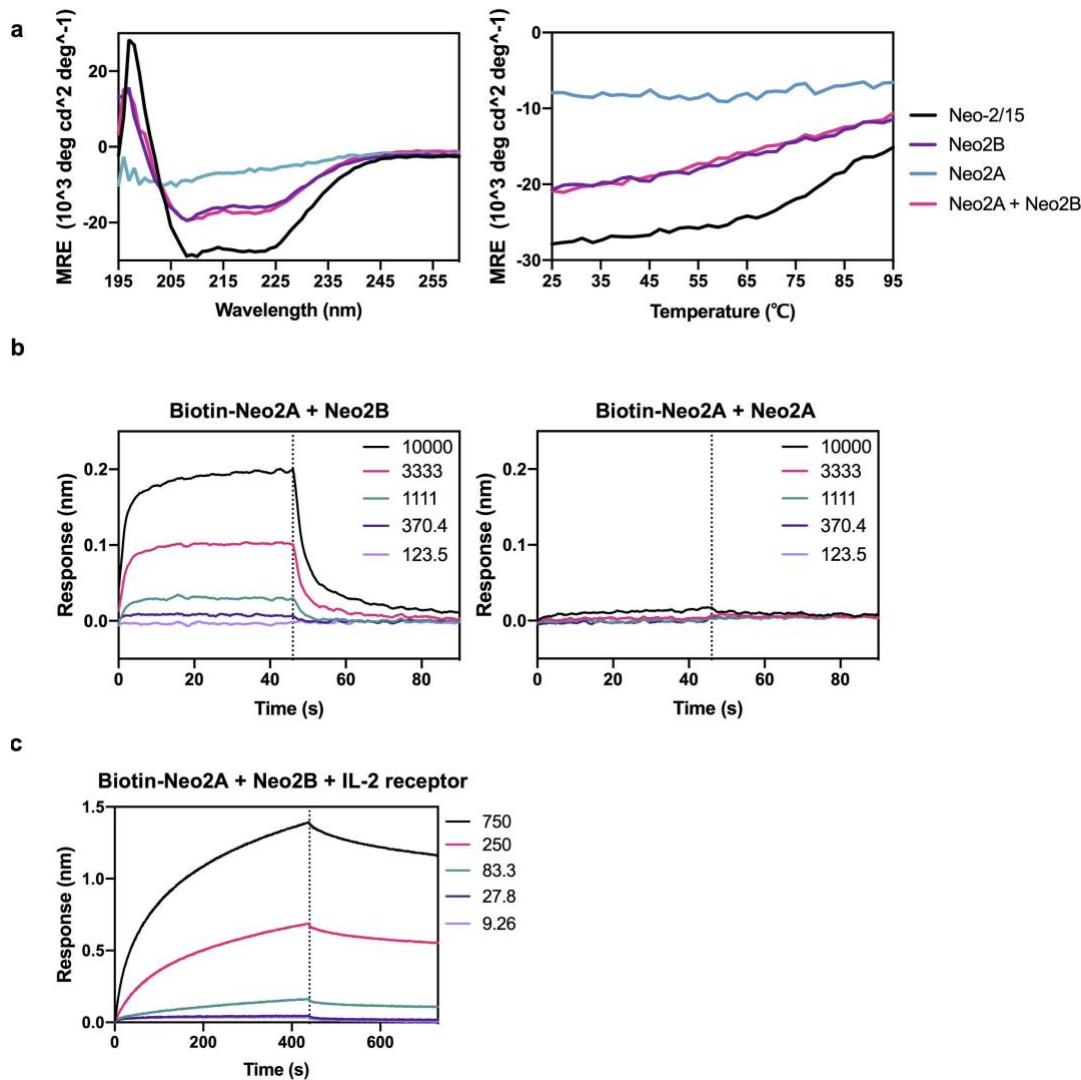 a
MRE (10^3 deg cd^2 deg^-1)
20
0
-20
195 205 215 225 235 245 255
Wavelength (nm)
MRE (10^3 deg cd^2 deg^-1)
0
-10
-20
-30
25 35 45 55 65 75 85 95
Temperature (℃)
Neo-2/15
Neo2B
Neo2A
Neo2A + Neo2B
b
Biotin-Neo2A + Neo2B
Response (nm)
0.2
0.1
0.0
10000
3333
1111
370.4
123.5
0 20 40 60 80
Time (s)
Biotin-Neo2A + Neo2A
Response (nm)
0.2
0.1
0.0
10000
3333
1111
370.4
123.5
0 20 40 60 80
Time (s)
c
Biotin-Neo2A + Neo2B + IL-2 receptor
Response (nm)
1.5
1.0
0.5
0.0
750
250
83.3
27.8
9.26
0 200 400 600
Time (s)